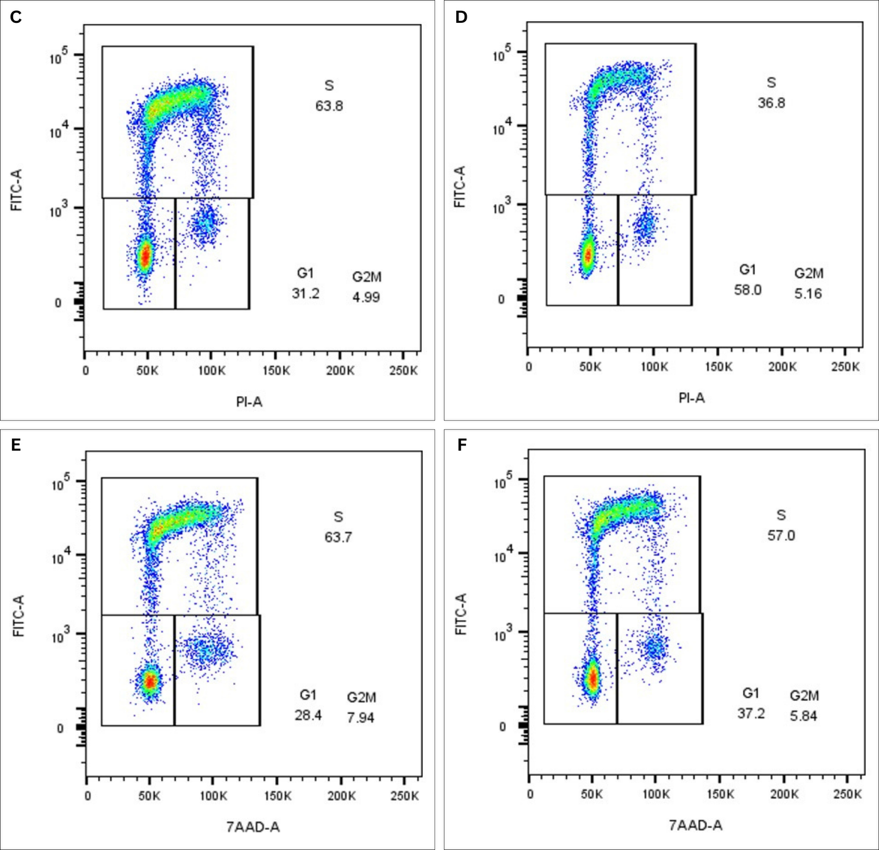 C
10^5
S
63.8
10^4
FITC-A
10^3
G1
31.2
G2M
4.99
0
0 50K 100K 150K 200K 250K
PI-A
D
10^5
S
36.8
10^4
FITC-A
10^3
G1
58.0
G2M
5.16
0
0 50K 100K 150K 200K 250K
PI-A
E
10^5
S
63.7
10^4
FITC-A
10^3
G1
28.4
G2M
7.94
0
0 50K 100K 150K 200K 250K
7AAD-A
F
10^5
S
57.0
10^4
FITC-A
10^3
G1
37.2
G2M
5.84
0
0 50K 100K 150K 200K 250K
7AAD-A